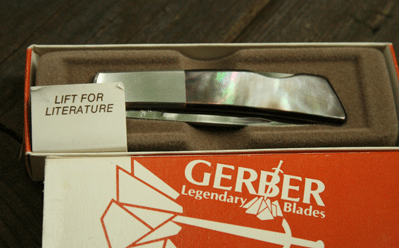 LIFT FOR
LITERATURE
GERBER
Legendary Blades